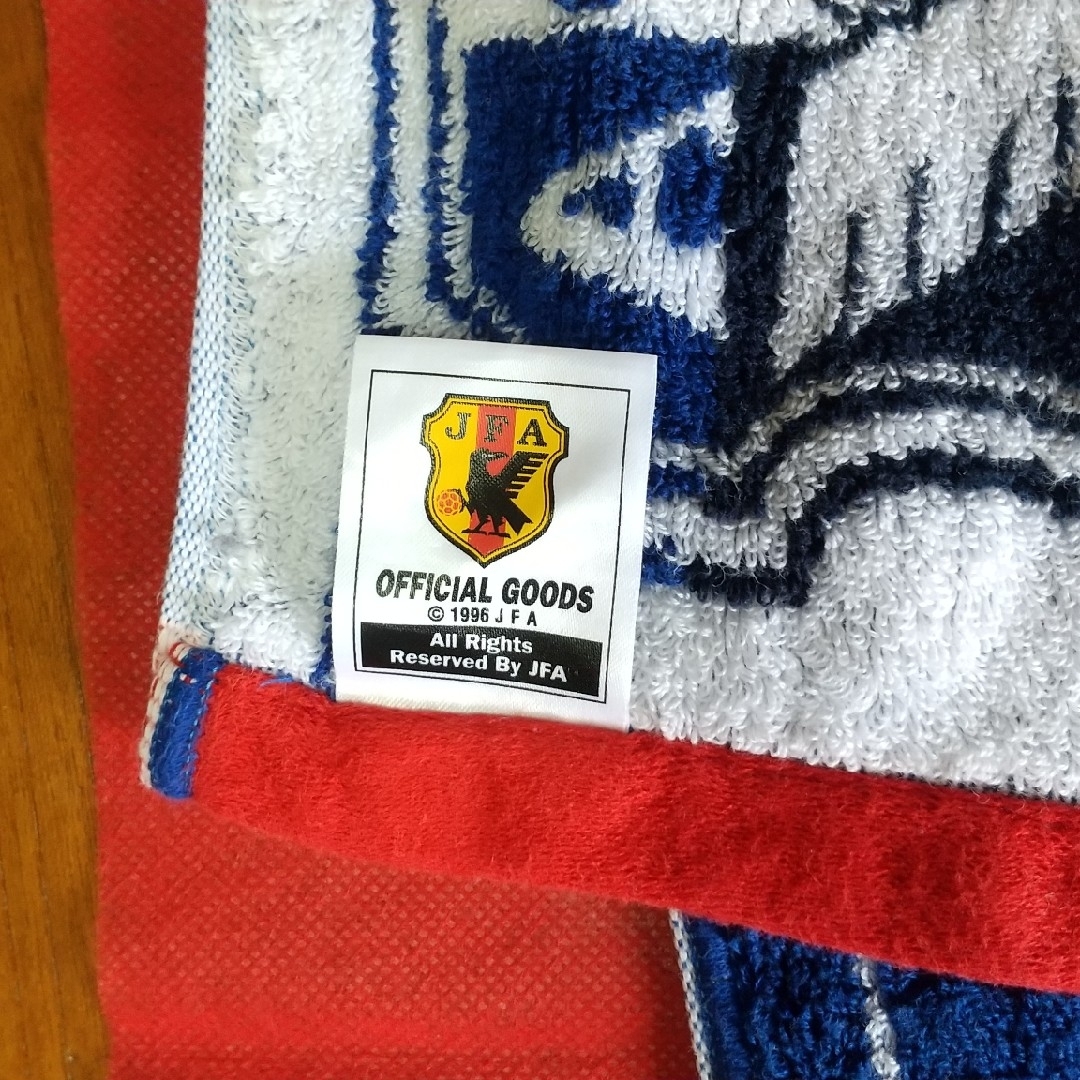 JFA
OFFICIAL GOODS
© 1996 J F A
All Rights
Reserved By JFA